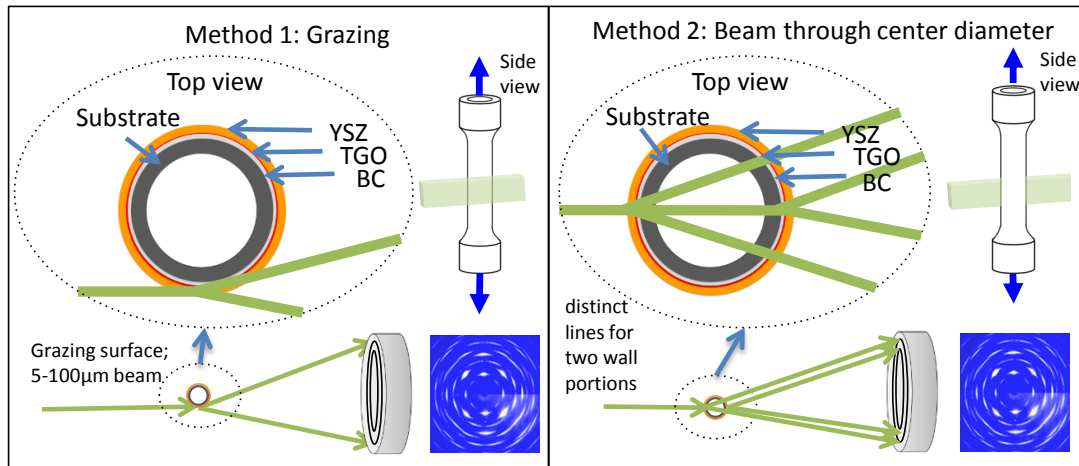 Method 1: Grazing
Top view
Side
view
Substrate
YSZ
TGO
BC
Grazing surface;
5-100μm beam
Method 2: Beam through center diameter
Top view
Side
view
Substrate
YSZ
TGO
BC
distinct
lines for
two wall
portions